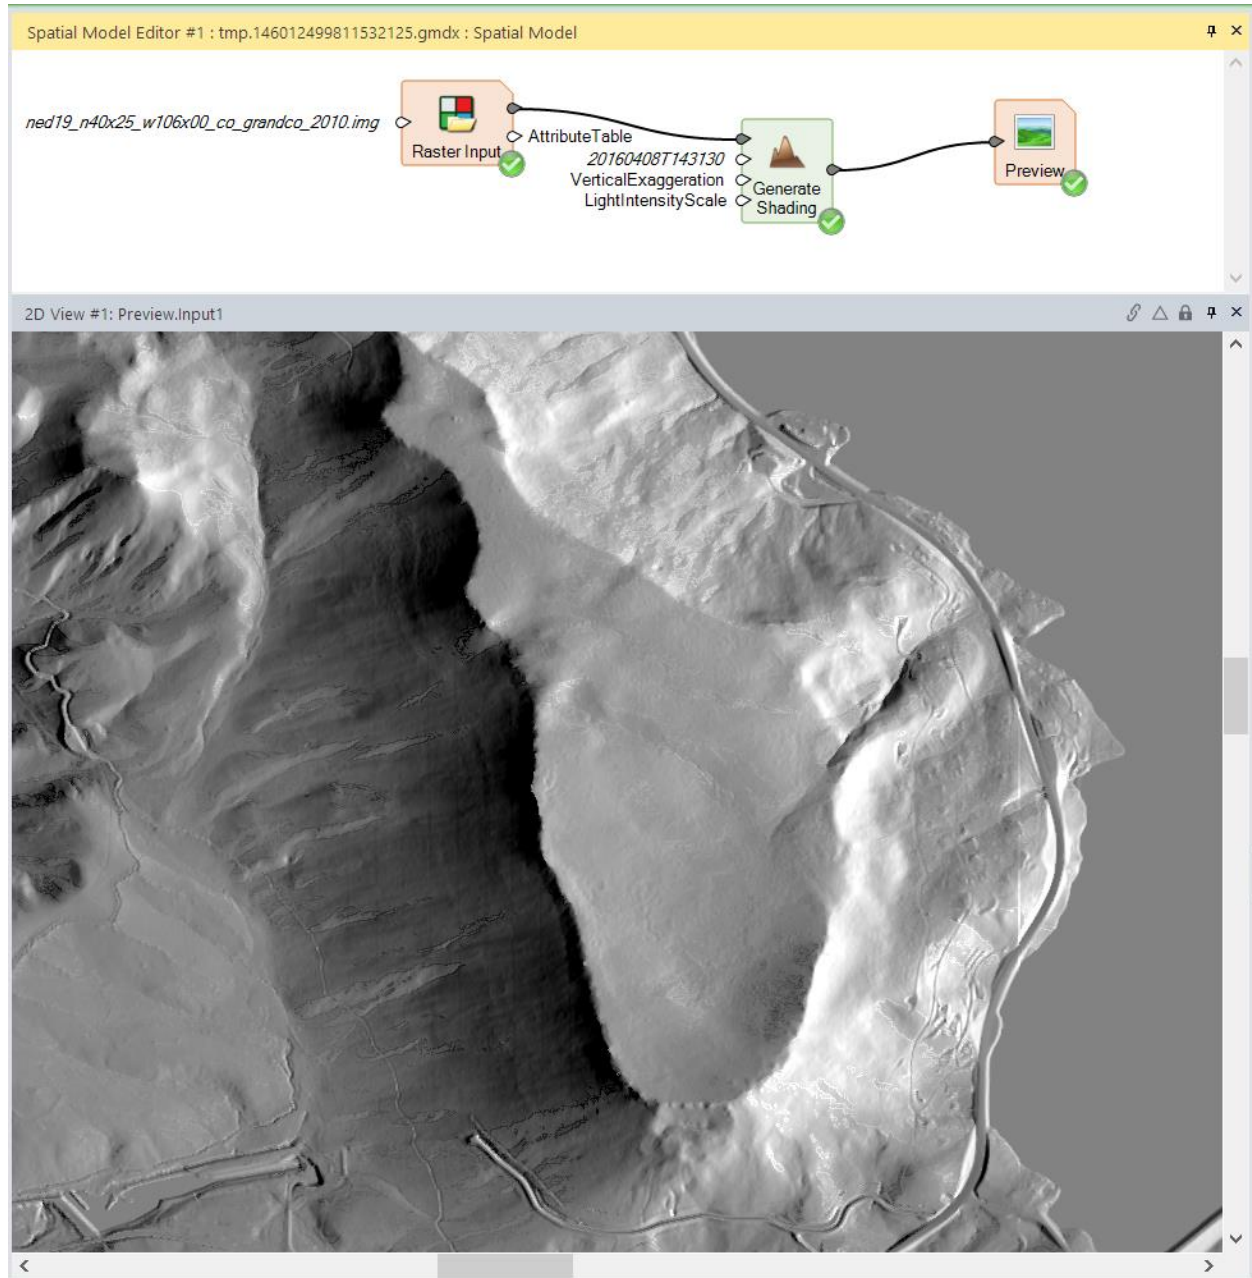 Spatial Model Editor #1 : tmp.146012499811532125.gmdx : Spatial Model
ned19_n40x25_w106x00_co_grandco_2010.img
Raster Input
AttributeTable
20160408T143130
VerticalExaggeration
LightIntensityScale
Generate
Shading
Preview
2D View #1: Preview.Input1